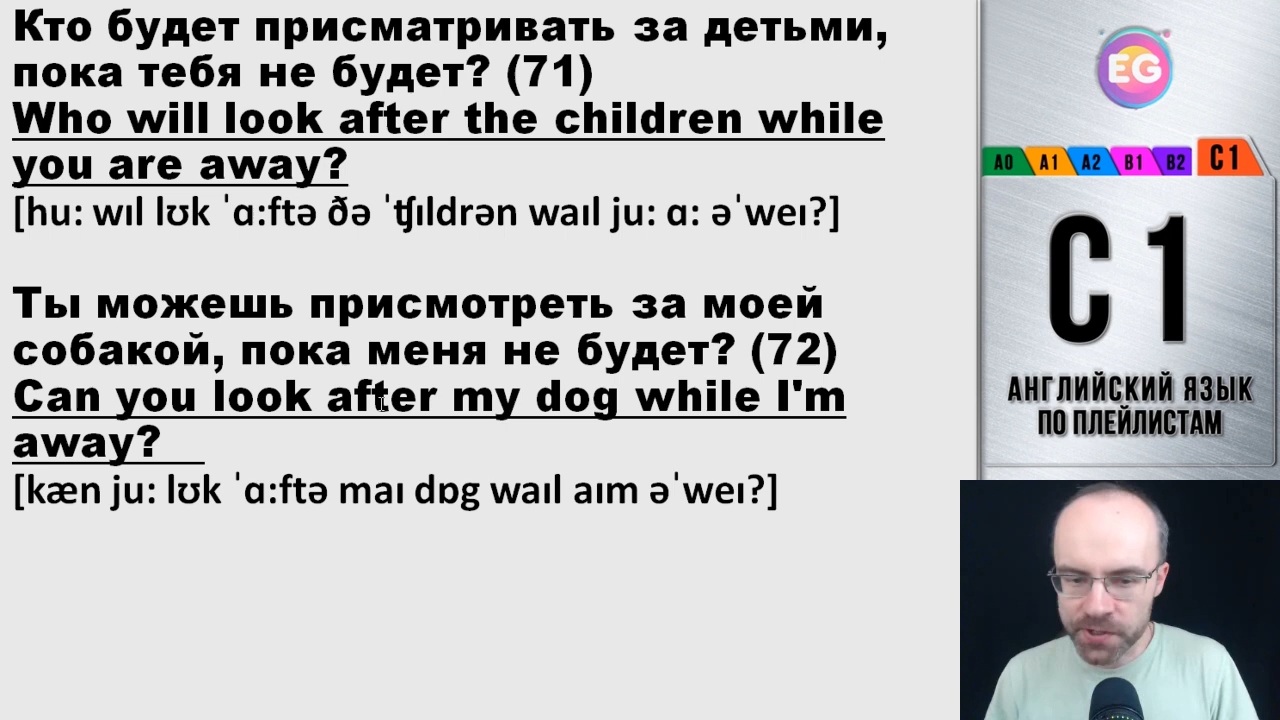 Кто будет присматривать за детьми,
пока тебя не будет? (71)
Who will look after the children while
you are away?
[hu: wɪl lʊk ˈɑ:ftə ðə ˈʧɪldrən waɪl ju: ɑ: əˈweɪ?]
Ты можешь присмотреть за моей
собакой, пока меня не будет? (72)
Can you look after my dog while I'm
away?
[kæn ju: lʊk ˈɑ:ftə maɪ dɒg waɪl aɪm əˈweɪ?]
EG
A0 A1 A2 B1 B2 C1
C1
АНГЛИЙСКИЙ ЯЗЫК
ПО ПЛЕЙЛИСТАМ